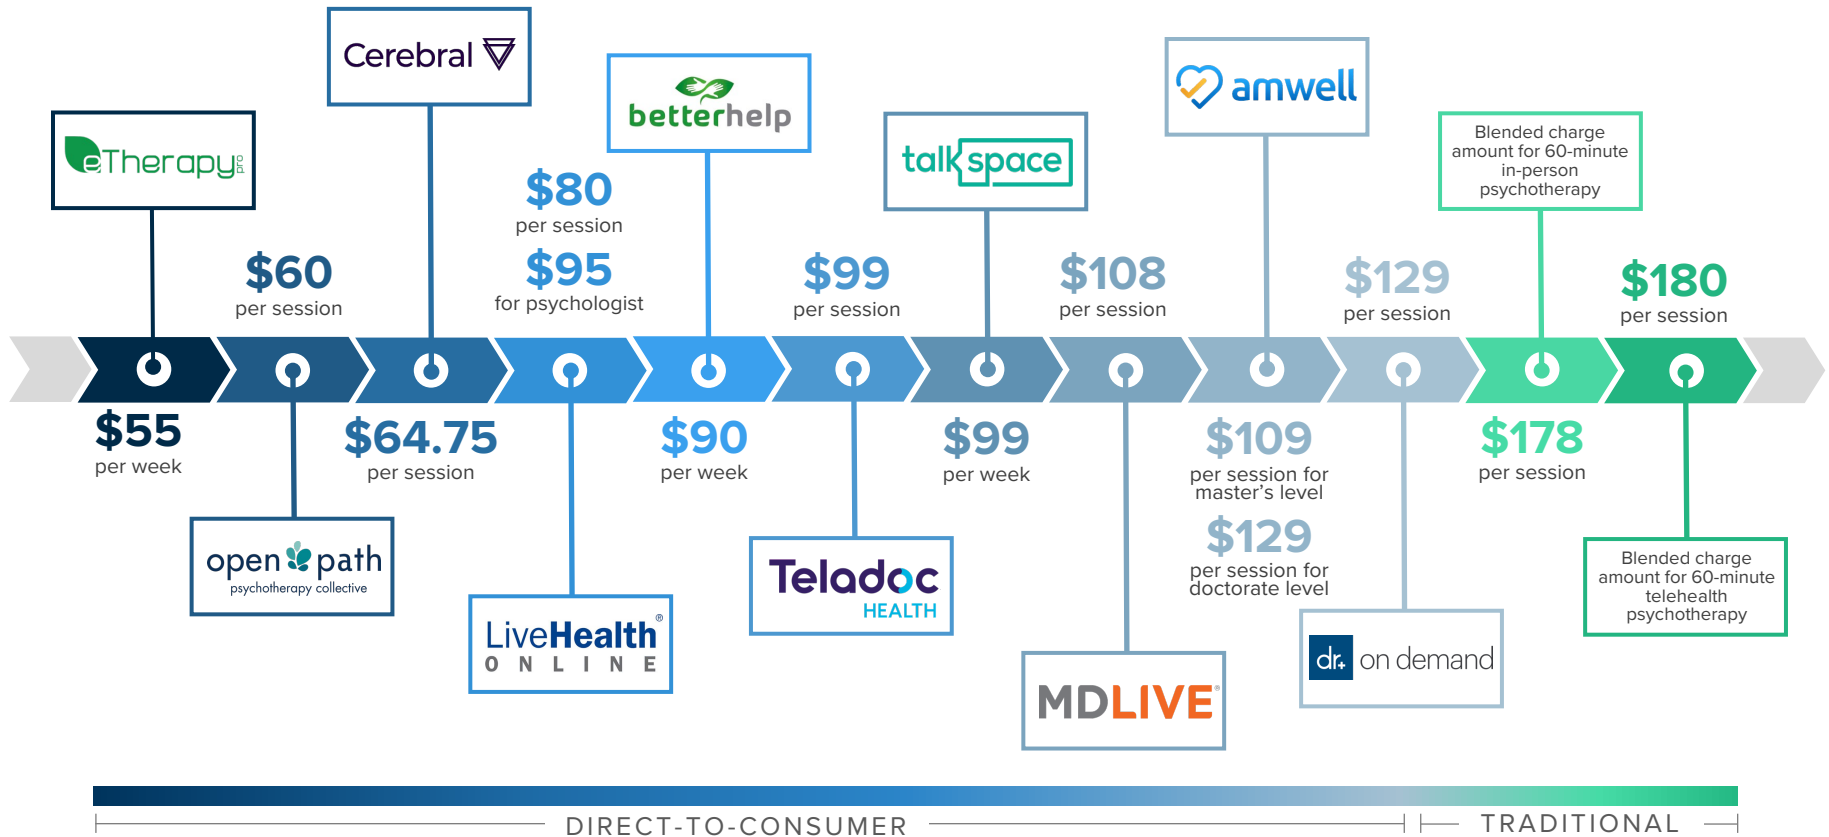 eTherapy
pro
$55
per week
$60
per session
open path
psychotherapy collective
Cerebral
$64.75
per session
$80
per session
$95
for psychologist
LiveHealth®
ONLINE
betterhelp
$90
per week
$99
per session
Teladoc
HEALTH
talkspace
$99
per week
$108
per session
MDLIVE®
amwell
$109
per session for
master's level
$129
per session for
doctorate level
$129
per session
dr+ on demand
Blended charge
amount for 60-minute
in-person
psychotherapy
$178
per session
$180
per session
Blended charge
amount for 60-minute
telehealth
psychotherapy
DIRECT-TO-CONSUMER
TRADITIONAL